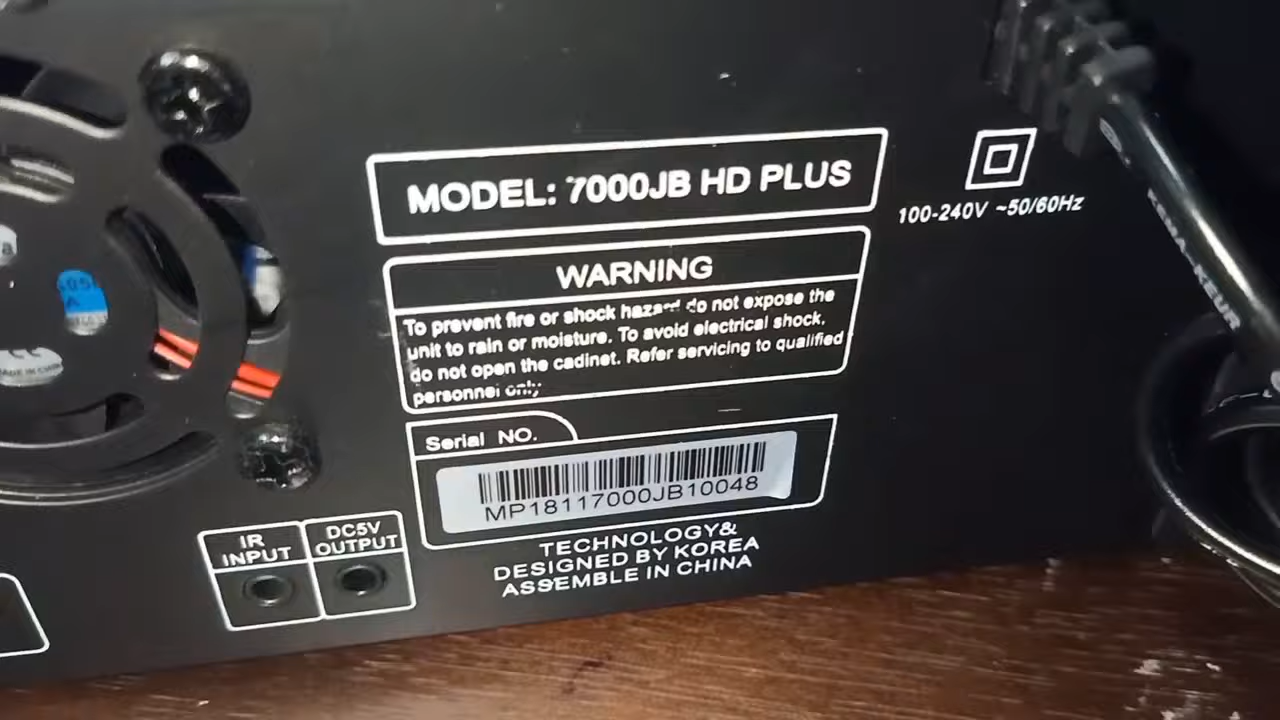 MODEL: 7000JB HD PLUS
100-240V ~50/60Hz
WARNING
To prevent fire or shock hazard do not expose the
unit to rain or moisture. To avoid electrical shock,
do not open the cadinet. Refer servicing to qualified
personnel only;
Serial NO.
MP18117000JB10048
TECHNOLOGY&
DESIGNED BY KOREA
ASSEMBLE IN CHINA
IR
INPUT
DC5V
OUTPUT